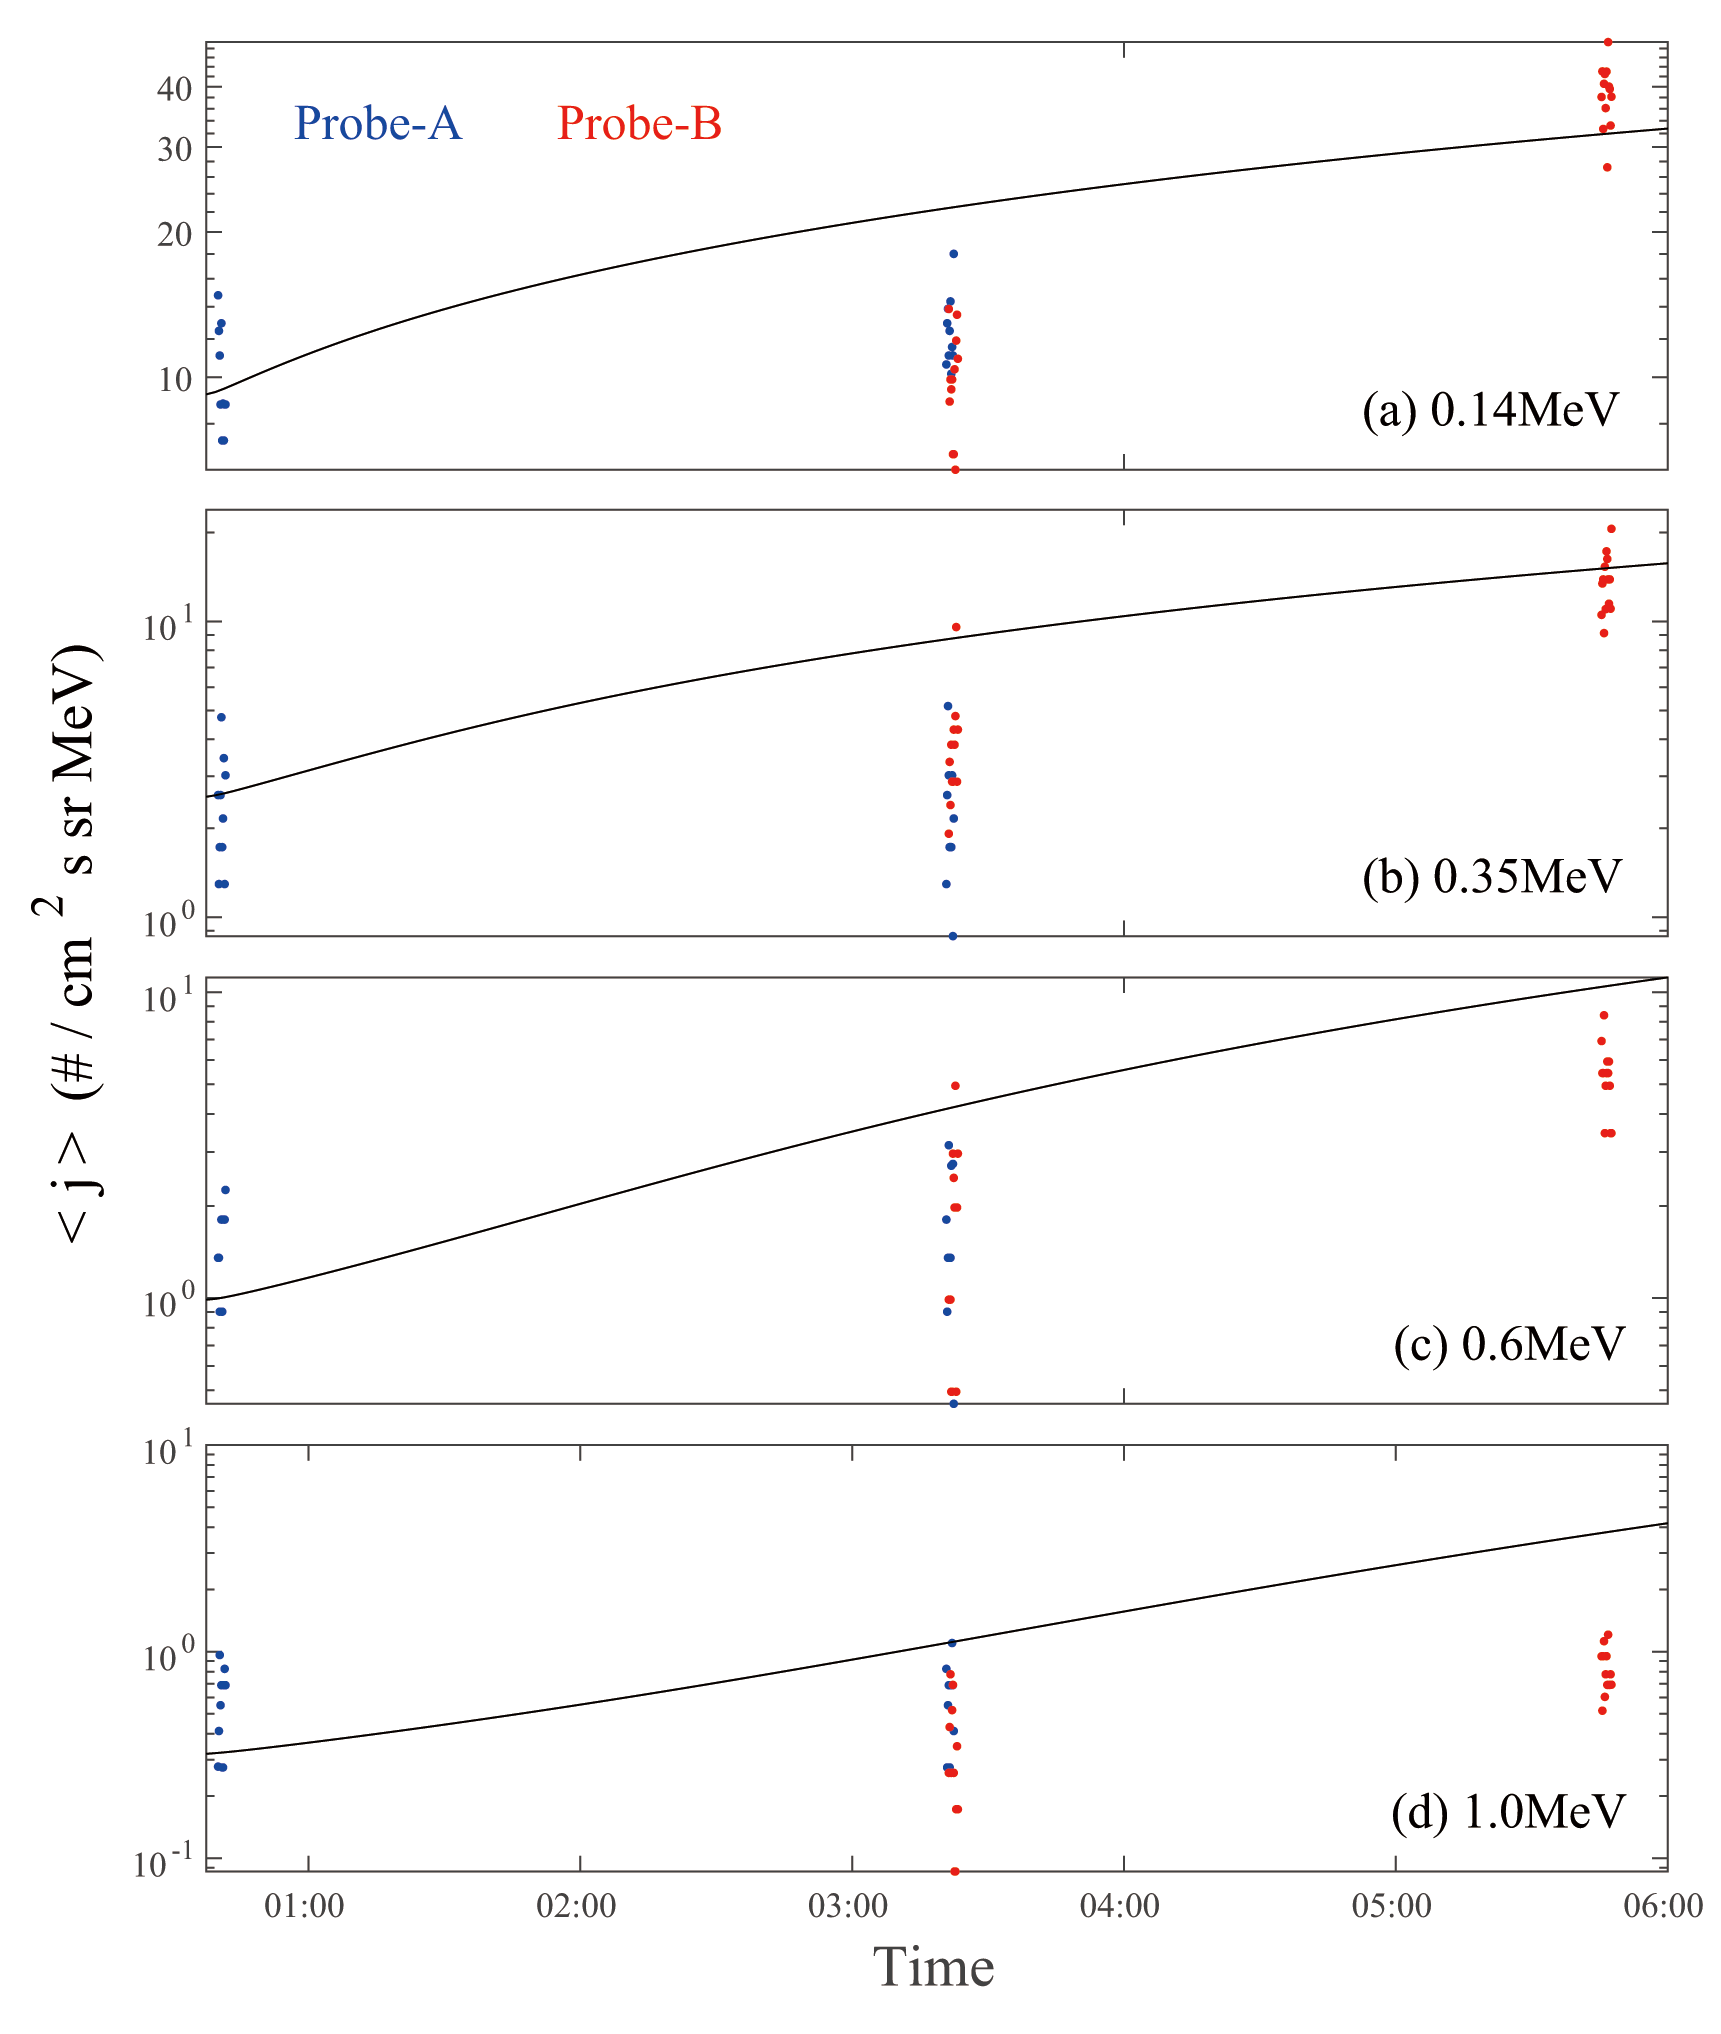 < j > (# / cm 2 s sr MeV)
Probe-A Probe-B
40
30
20
10
(a) 0.14MeV
10 1
10 0
(b) 0.35MeV
10 1
10 0
(c) 0.6MeV
10 1
10 0
10 -1
(d) 1.0MeV
01:00 02:00 03:00 04:00 05:00 06:00
Time